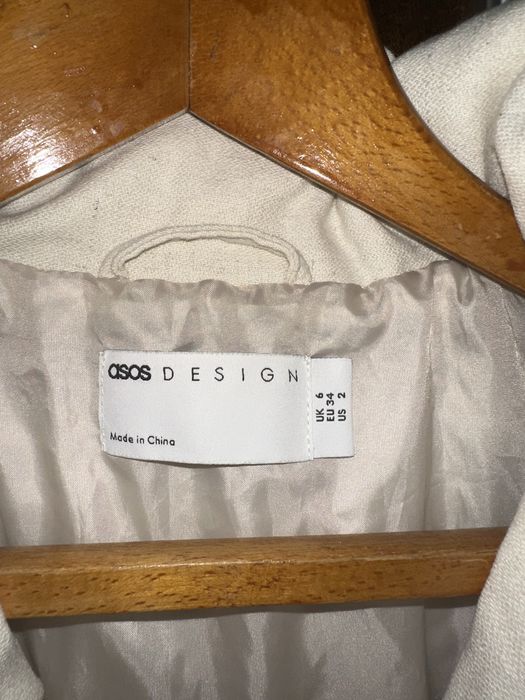 asos DESIGN
Made in China
UK 6
EU 34
US 2